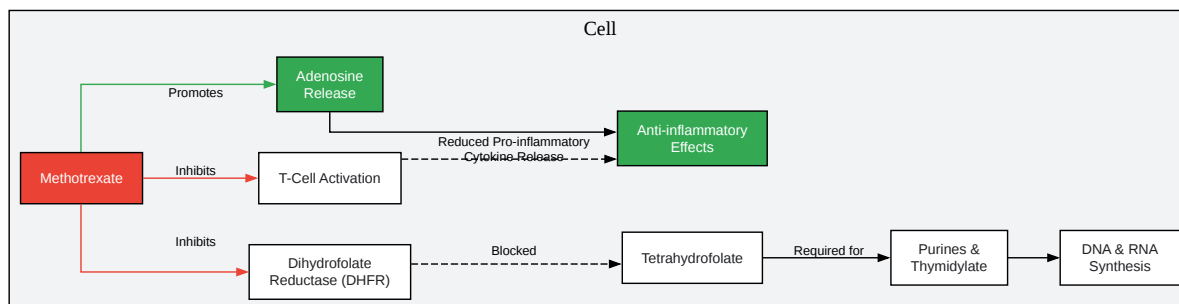 Cell
Adenosine
Release
Promotes
Anti-inflammatory
Effects
Reduced Pro-inflammatory
Cytokine Release
Methotrexate
Inhibits
T-Cell Activation
Inhibits
Dihydrofolate
Reductase (DHFR)
Blocked
Tetrahydrofolate
Required for
Purines &
Thymidylate
DNA & RNA
Synthesis